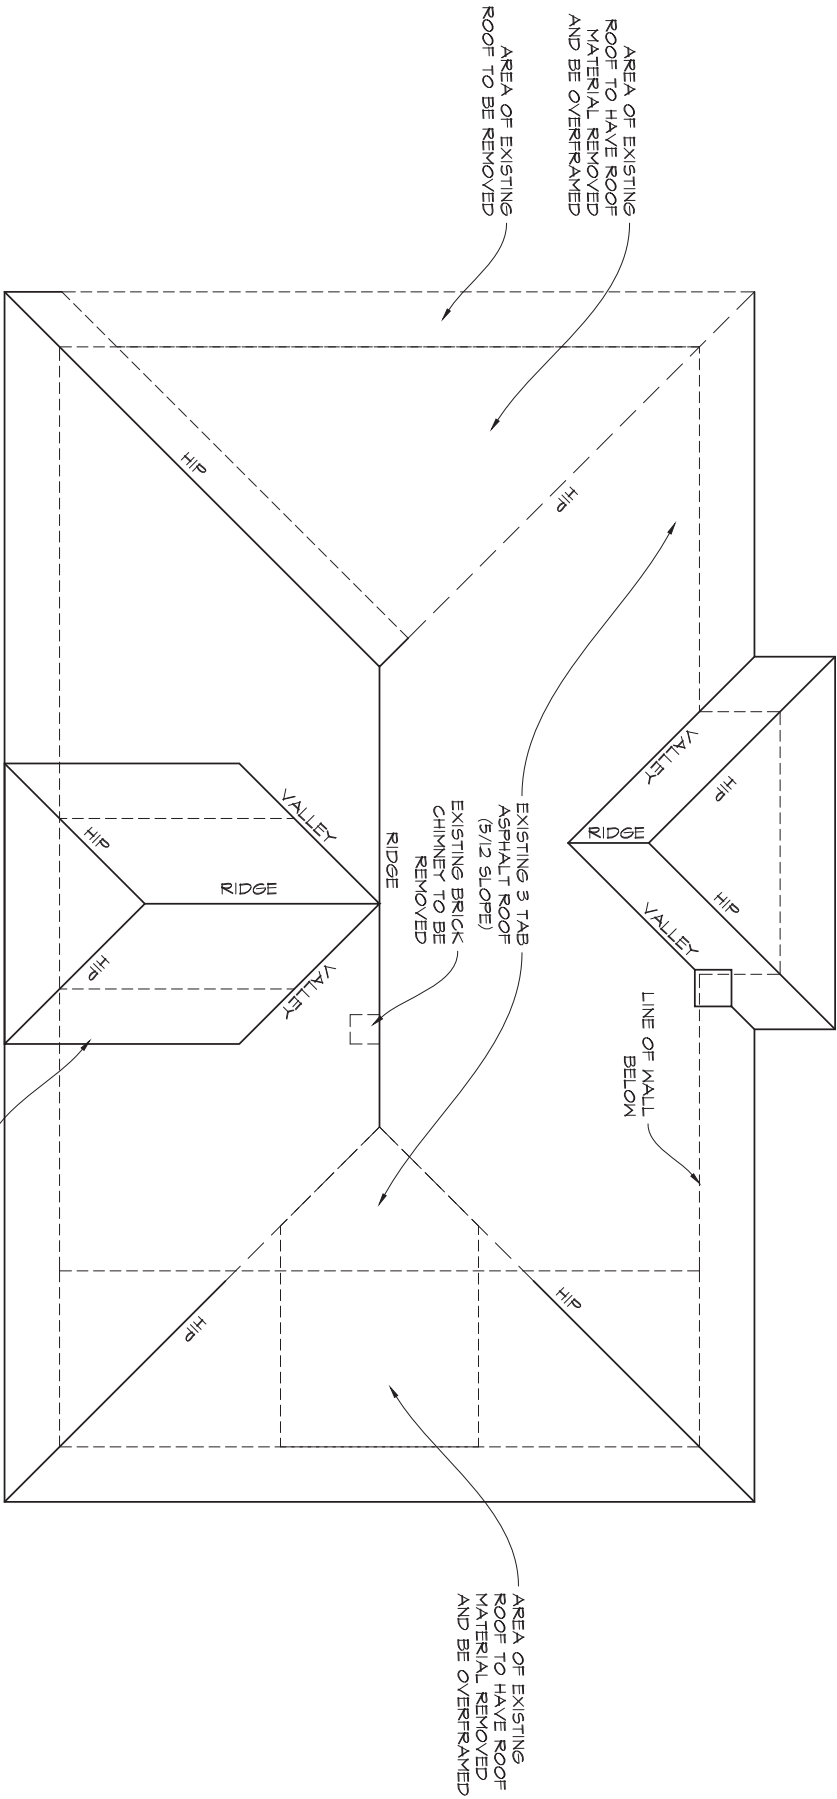 AREA OF EXISTING
ROOF TO HAVE ROOF
MATERIAL REMOVED
AND BE OVERFRAMED
AREA OF EXISTING
ROOF TO BE REMOVED
HIP
HIP
VALLEY
HIP
RIDGE
HIP
VALLEY
EXISTING 3 TAB
ASPHALT ROOF
(5/12 SLOPE)
EXISTING BRICK
CHIMNEY TO BE
REMOVED
RIDGE
VALLEY
HIP
RIDGE
HIP
VALLEY
LINE OF WALL
BELOW
HIP
HIP
AREA OF EXISTING
ROOF TO HAVE ROOF
MATERIAL REMOVED
AND BE OVERFRAMED